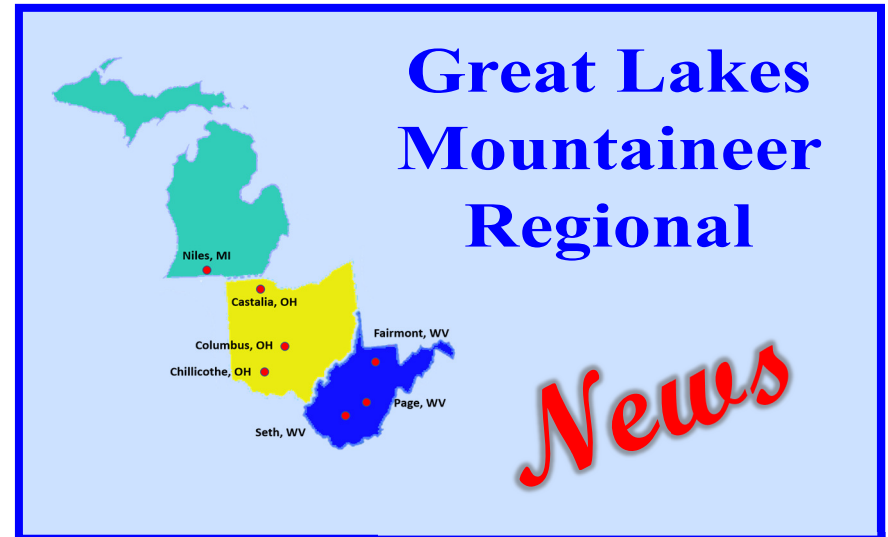 Great Lakes
Mountaineer
Regional
News
Niles, MI
Castalia, OH
Columbus, OH
Chillicothe, OH
Fairmont, WV
Page, WV
Seth, WV